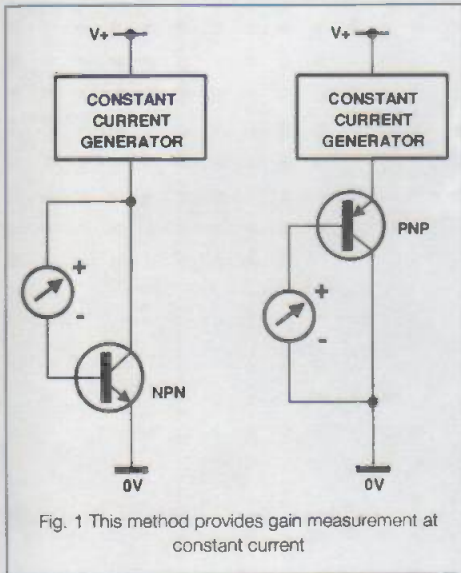 V+
CONSTANT
CURRENT
GENERATOR
+
-
NPN
0V
V+
CONSTANT
CURRENT
GENERATOR
PNP
+
-
0V
Fig. 1 This method provides gain measurement at
constant current